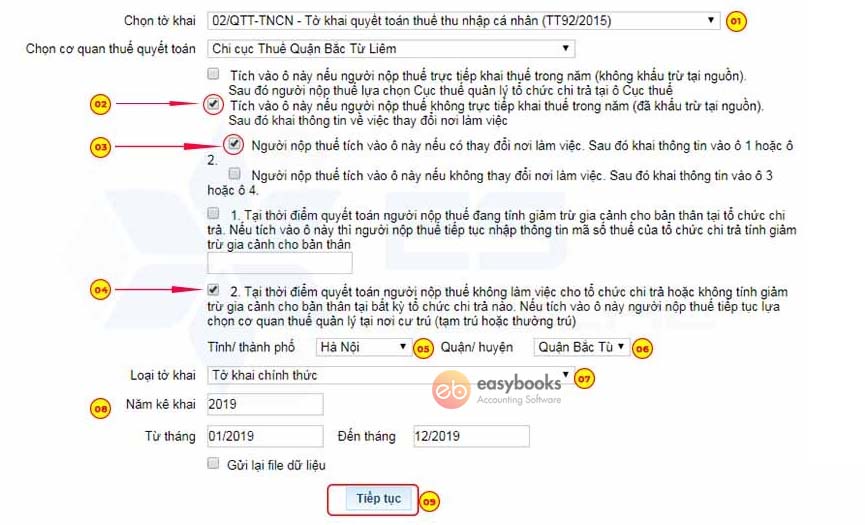 Chọn tờ khai 02/QTT-TNCN - Tờ khai quyết toán thuế thu nhập cá nhân (TT92/2015) 01
Chọn cơ quan thuế quyết toán Chi cục Thuế Quận Bắc Từ Liêm
Tích vào ô này nếu người nộp thuế trực tiếp khai thuế trong năm (không khấu trừ tại nguồn).
Sau đó người nộp thuế lựa chọn Cục thuế quản lý tổ chức chi trả tại ô Cục thuế
02 Tích vào ô này nếu người nộp thuế không trực tiếp khai thuế trong năm (đã khấu trừ tại nguồn).
Sau đó khai thông tin về việc thay đổi nơi làm việc
03 Người nộp thuế tích vào ô này nếu có thay đổi nơi làm việc. Sau đó khai thông tin vào ô 1 hoặc ô
2.
Người nộp thuế tích vào ô này nếu không thay đổi nơi làm việc. Sau đó khai thông tin vào ô 3
hoặc ô 4.
1. Tại thời điểm quyết toán người nộp thuế đang tính giảm trừ gia cảnh cho bản thân tại tổ chức chi
trả. Nếu tích vào ô này thì người nộp thuế tiếp tục nhập thông tin mã số thuế của tổ chức chi trả tính giảm
trừ gia cảnh cho bản thân
04 2. Tại thời điểm quyết toán người nộp thuế không làm việc cho tổ chức chi trả hoặc không tính giảm
trừ gia cảnh cho bản thân tại bất kỳ tổ chức chi trả nào. Nếu tích vào ô này người nộp thuế tiếp tục lựa
chọn cơ quan thuế quản lý tại nơi cư trú (tạm trú hoặc thường trú)
Tỉnh/ thành phố Hà Nội 05 Quận/ huyện Quận Bắc Từ 06
Loại tờ khai Tờ khai chính thức 07
eb easybooks
Accounting Software
08 Năm kê khai 2019
Từ tháng 01/2019 Đến tháng 12/2019
Gửi lại file dữ liệu
Tiếp tục 09